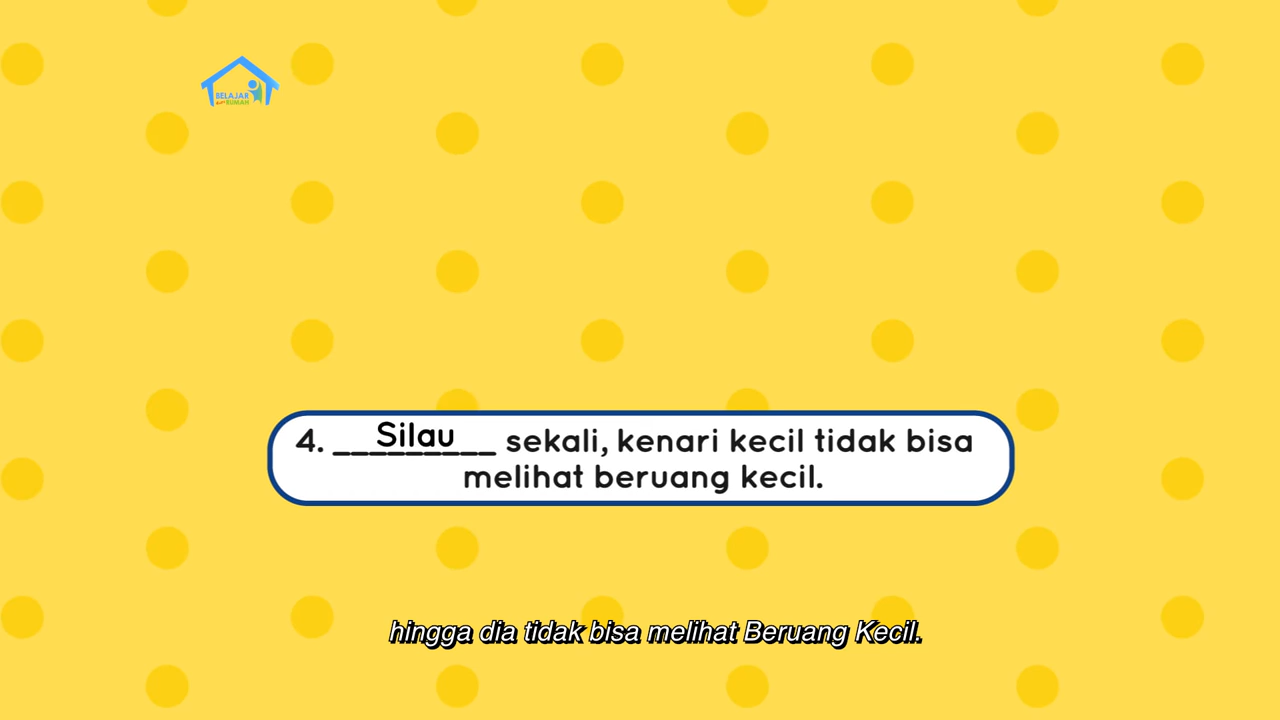 BELAJAR
dari RUMAH
4. Silau sekali, kenari kecil tidak bisa
melihat beruang kecil.
hingga dia tidak bisa melihat Beruang Kecil.